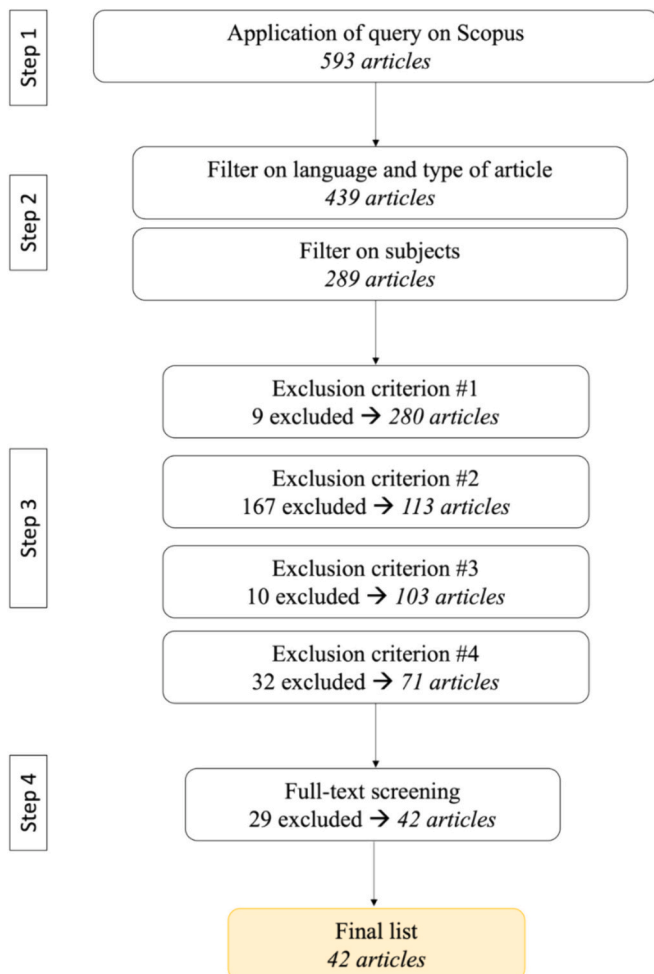 Step 1
Application of query on Scopus
593 articles
Step 2
Filter on language and type of article
439 articles
Filter on subjects
289 articles
Step 3
Exclusion criterion #1
9 excluded → 280 articles
Exclusion criterion #2
167 excluded → 113 articles
Exclusion criterion #3
10 excluded → 103 articles
Exclusion criterion #4
32 excluded → 71 articles
Step 4
Full-text screening
29 excluded → 42 articles
Final list
42 articles